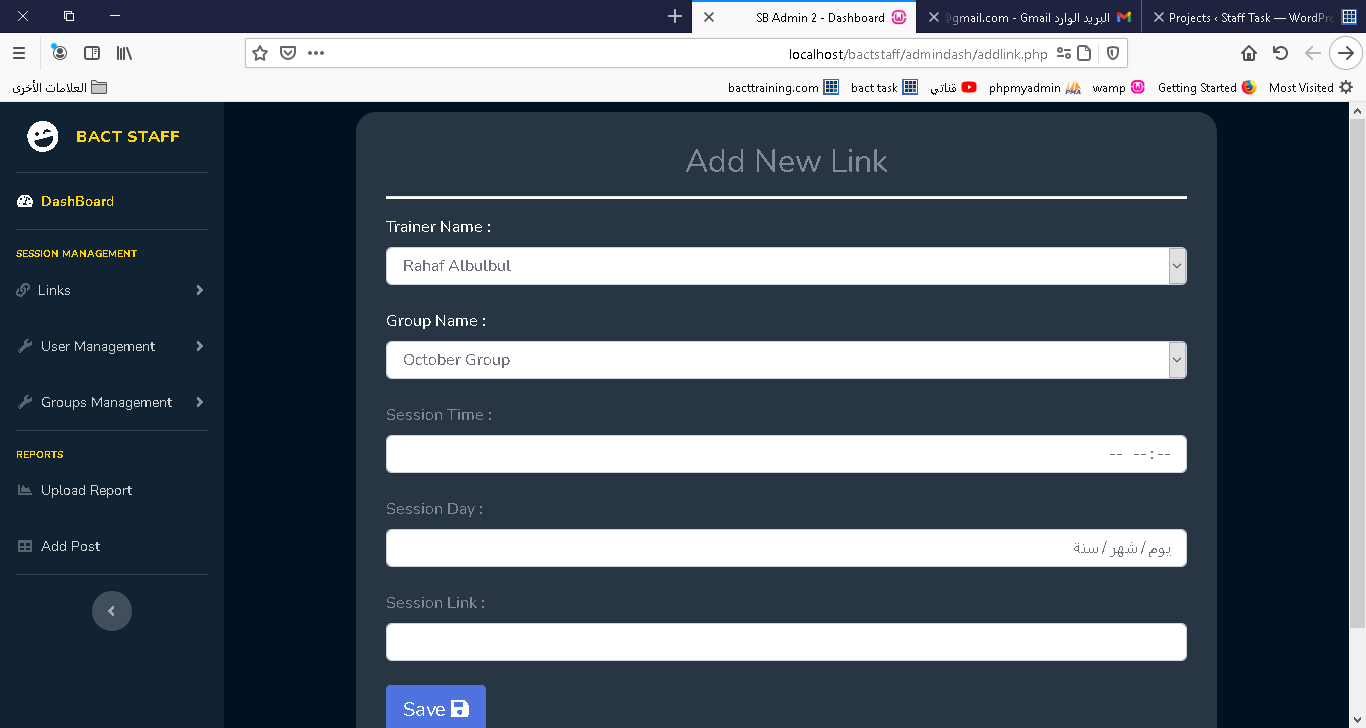 SB Admin 2 - Dashboard
@gmail.com - Gmail البريد الوارد
Projects ‹ Staff Task — WordPre
localhost/bactstaff/admindash/addlink.php
العلامات الأخرى
bacttraining.com
bact task
قناتي
phpmyadmin
wamp
Getting Started
Most Visited
BACT STAFF
DashBoard
SESSION MANAGEMENT
Links
User Management
Groups Management
REPORTS
Upload Report
Add Post
Add New Link
Trainer Name :
Rahaf Albulbul
Group Name :
October Group
Session Time :
-- --:--
Session Day :
يوم/شهر/سنة
Session Link :
Save